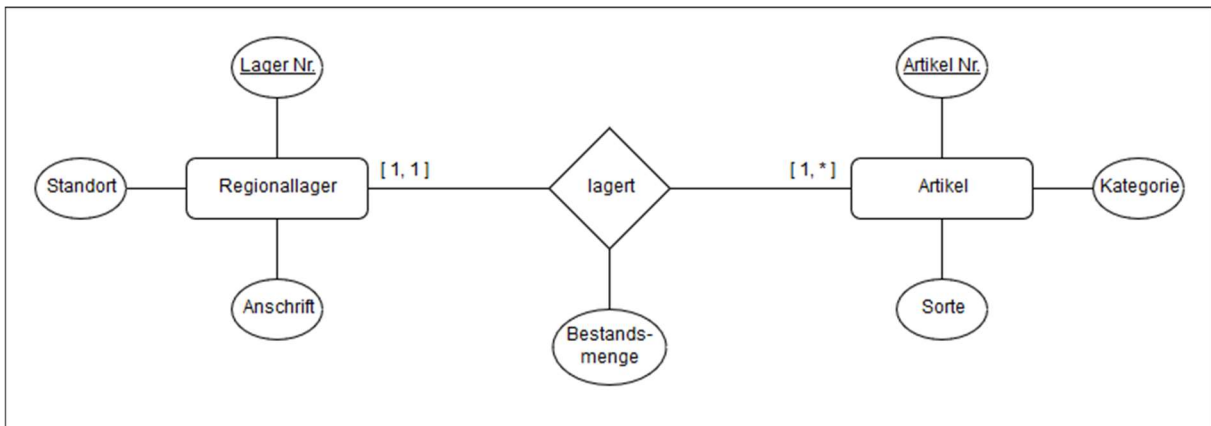 Lager Nr.
Artikel Nr.
[ 1, 1 ]
[ 1, * ]
Standort
Regionallager
lagert
Artikel
Kategorie
Anschrift
Sorte
Bestands-
menge